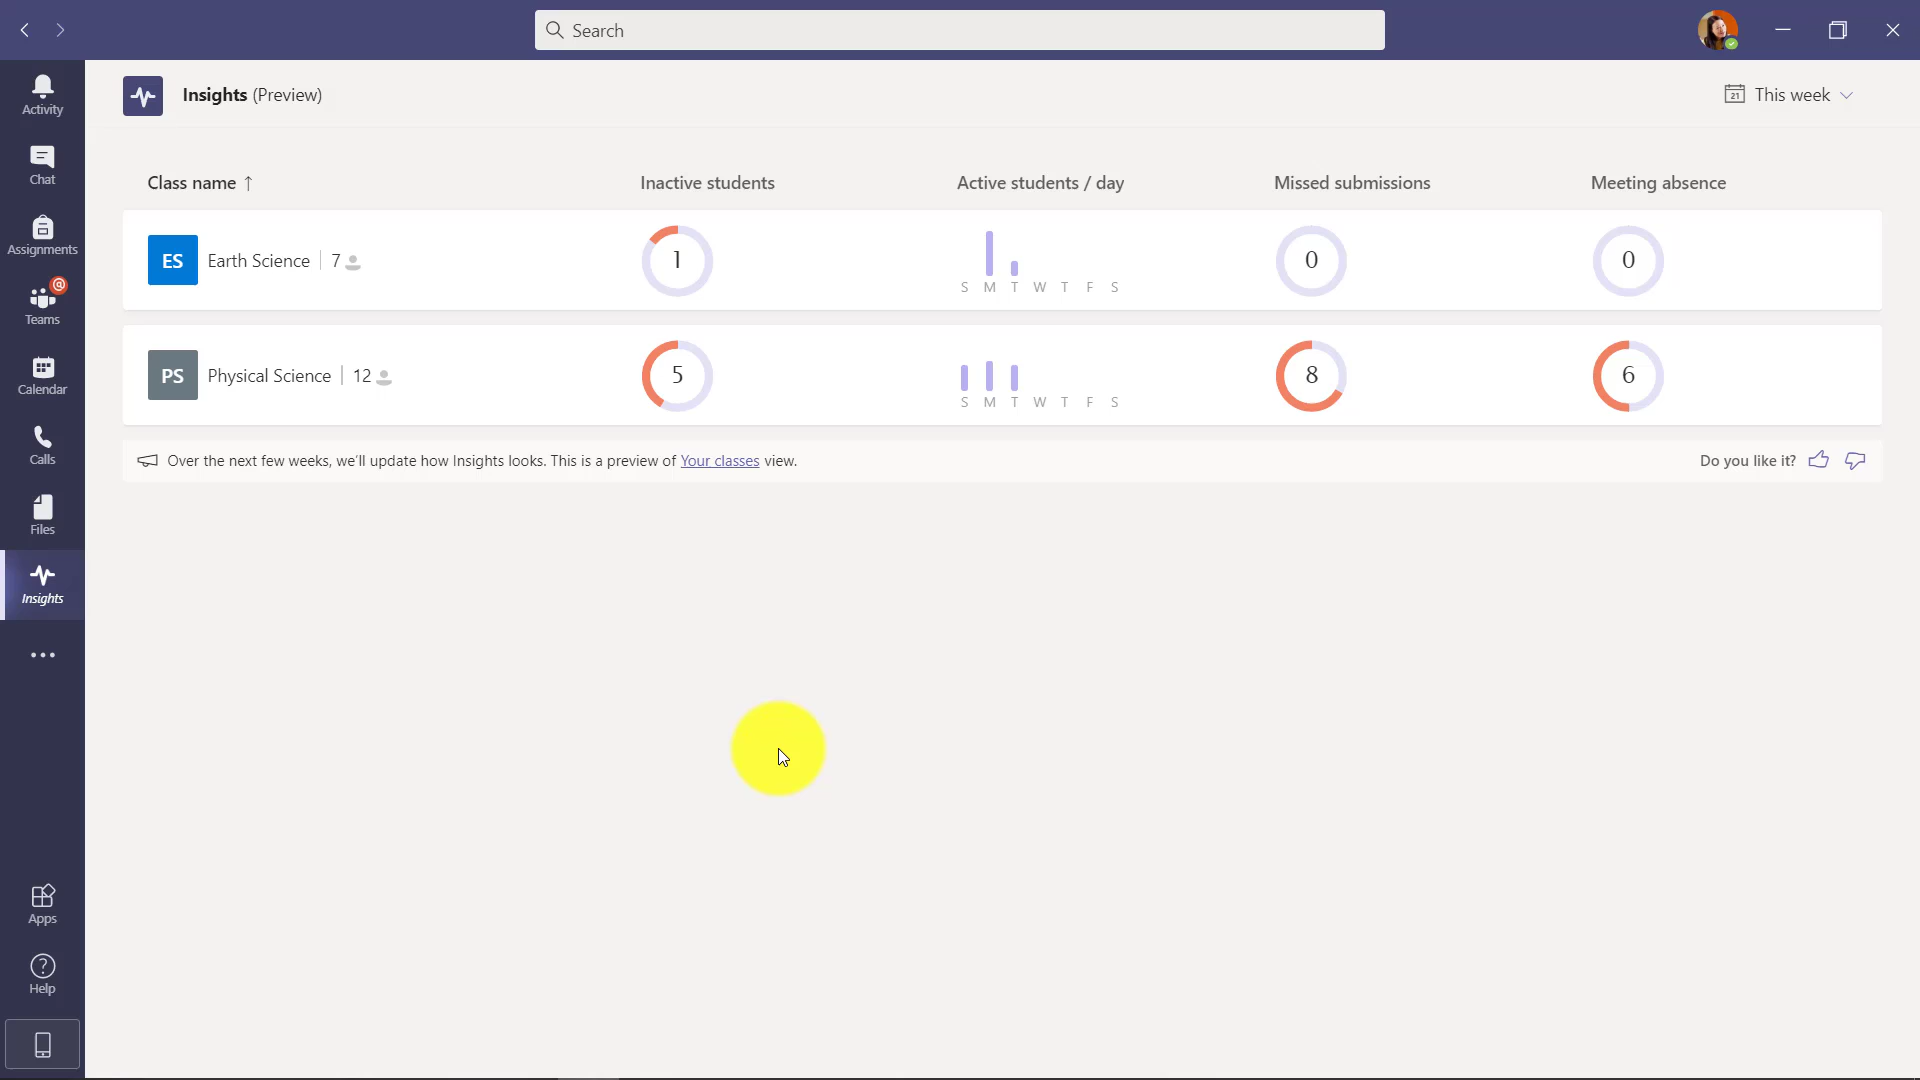 Search
Activity
Chat
Assignments
@
Teams
Calendar
Calls
Files
Insights
Apps
Help
Insights (Preview)
21 This week
Class name ↑ Inactive students Active students / day Missed submissions Meeting absence
ES Earth Science 7 1 0 0
S M T W T F S
PS Physical Science 12 5 8 6
S M T W T F S
Over the next few weeks, we'll update how Insights looks. This is a preview of Your classes view. Do you like it?